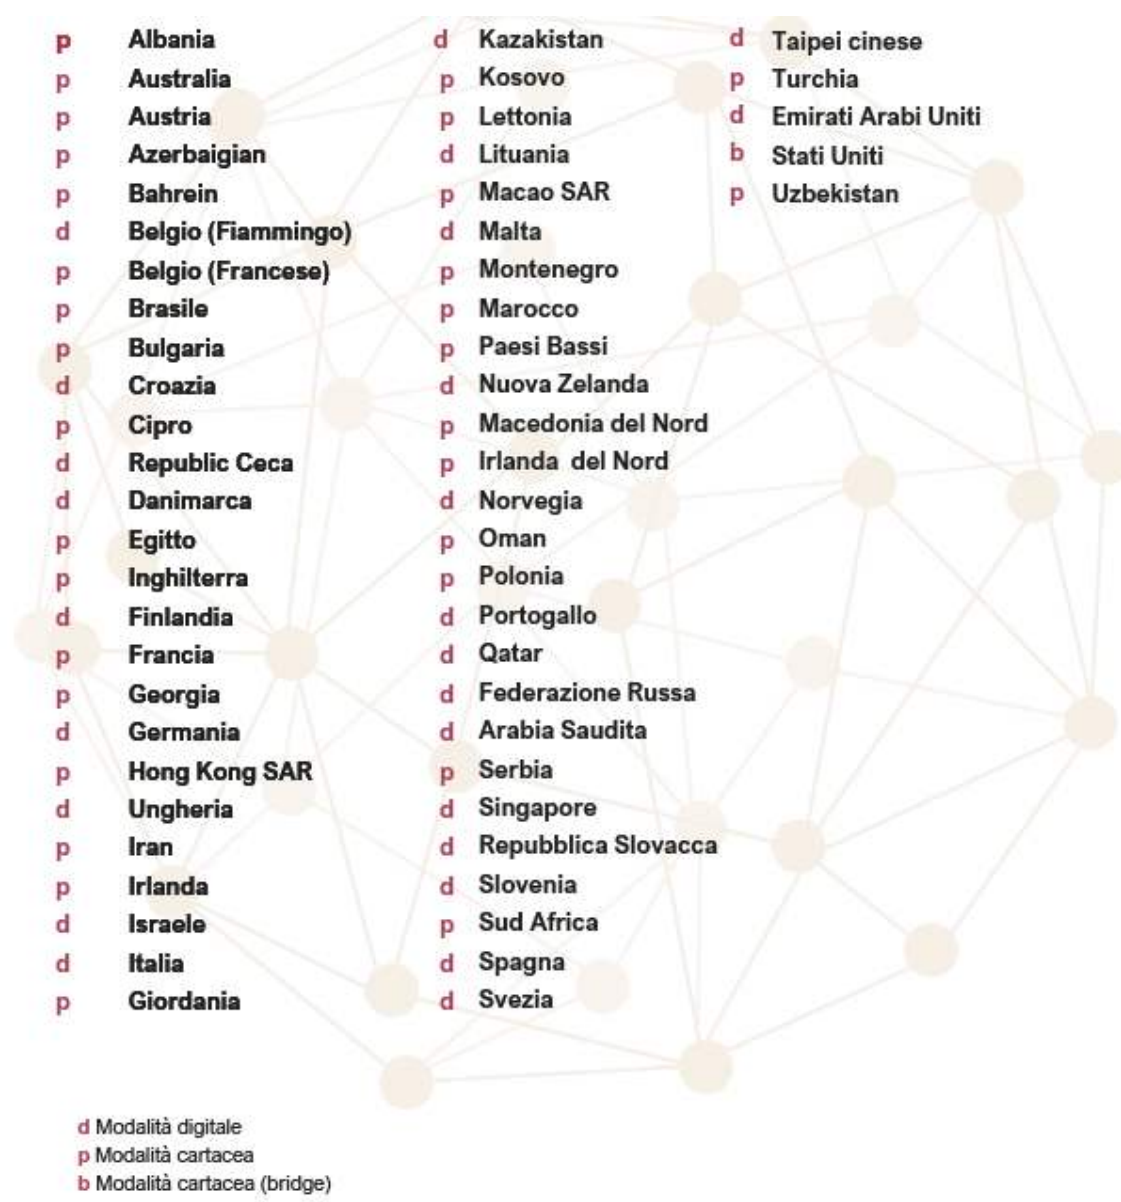 p Albania
p Australia
p Austria
p Azerbaigian
p Bahrein
d Belgio (Fiammingo)
p Belgio (Francese)
p Brasile
p Bulgaria
d Croazia
p Cipro
d Republic Ceca
d Danimarca
p Egitto
p Inghilterra
d Finlandia
p Francia
p Georgia
d Germania
p Hong Kong SAR
d Ungheria
p Iran
p Irlanda
d Israele
d Italia
p Giordania
d Kazakistan
p Kosovo
p Lettonia
d Lituania
p Macao SAR
d Malta
p Montenegro
p Marocco
p Paesi Bassi
d Nuova Zelanda
p Macedonia del Nord
p Irlanda del Nord
d Norvegia
p Oman
p Polonia
d Portogallo
d Qatar
d Federazione Russa
d Arabia Saudita
p Serbia
d Singapore
d Repubblica Slovacca
d Slovenia
p Sud Africa
d Spagna
d Svezia
d Taipei cinese
p Turchia
d Emirati Arabi Uniti
b Stati Uniti
p Uzbekistan
d Modalità digitale
p Modalità cartacea
b Modalità cartacea (bridge)